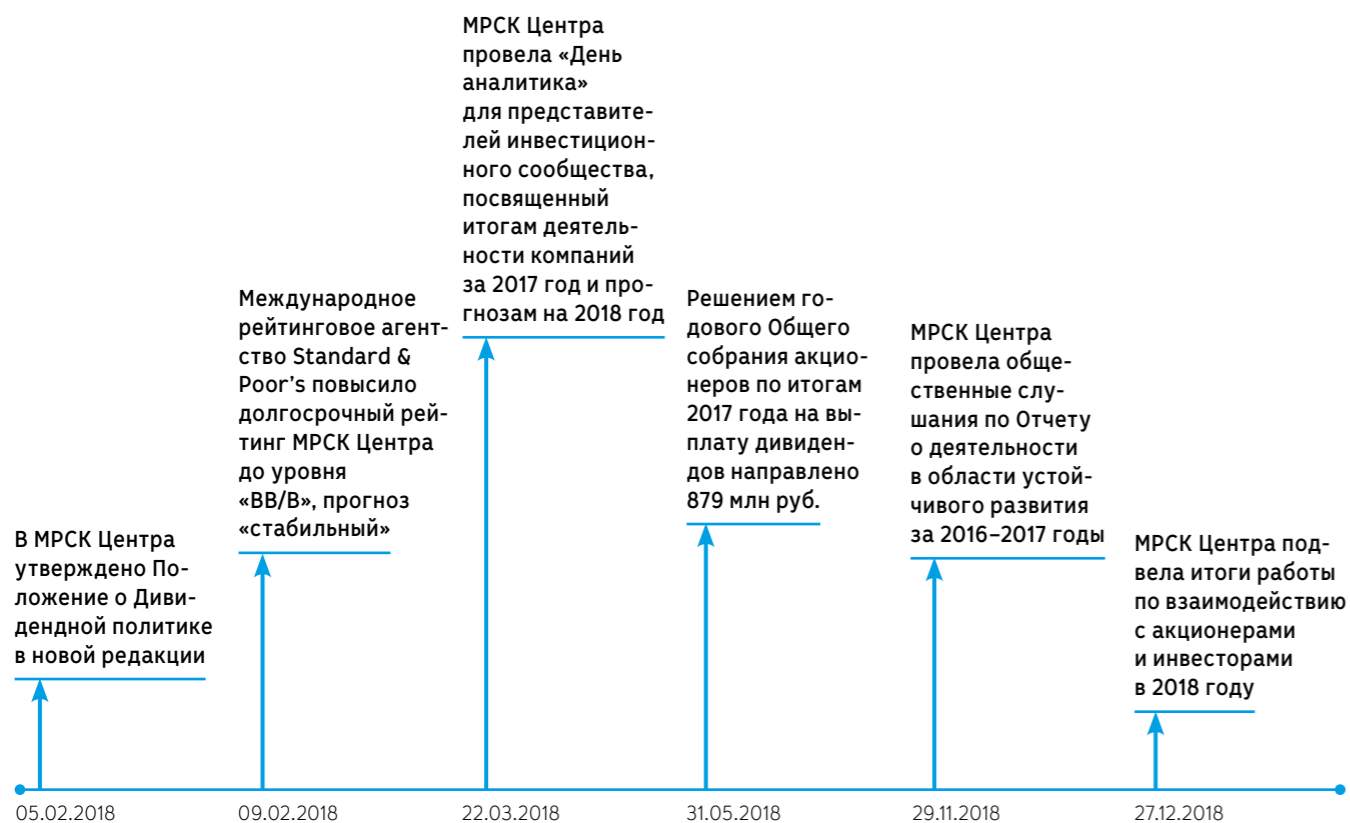 В МРСК Центра
утверждено По-
ложение о Диви-
дендной политике
в новой редакции
05.02.2018
Международное
рейтинговое агент-
ство Standard &
Poor's повысило
долгосрочный рей-
тинг МРСК Центра
до уровня
«BB/B», прогноз
«стабильный»
09.02.2018
МРСК Центра
провела «День
аналитика»
для представите-
лей инвестицион-
ного сообщества,
посвященный
итогам деятель-
ности компаний
за 2017 год и про-
гнозам на 2018 год
22.03.2018
Решением го-
дового Общего
собрания акцио-
неров по итогам
2017 года на вы-
плату дивиден-
дов направлено
879 млн руб.
31.05.2018
МРСК Центра
провела обще-
ственные слу-
шания по Отчету
о деятельности
в области устой-
чивого развития
за 2016–2017 годы
29.11.2018
МРСК Центра под-
вела итоги работы
по взаимодействию
с акционерами
и инвесторами
в 2018 году
27.12.2018